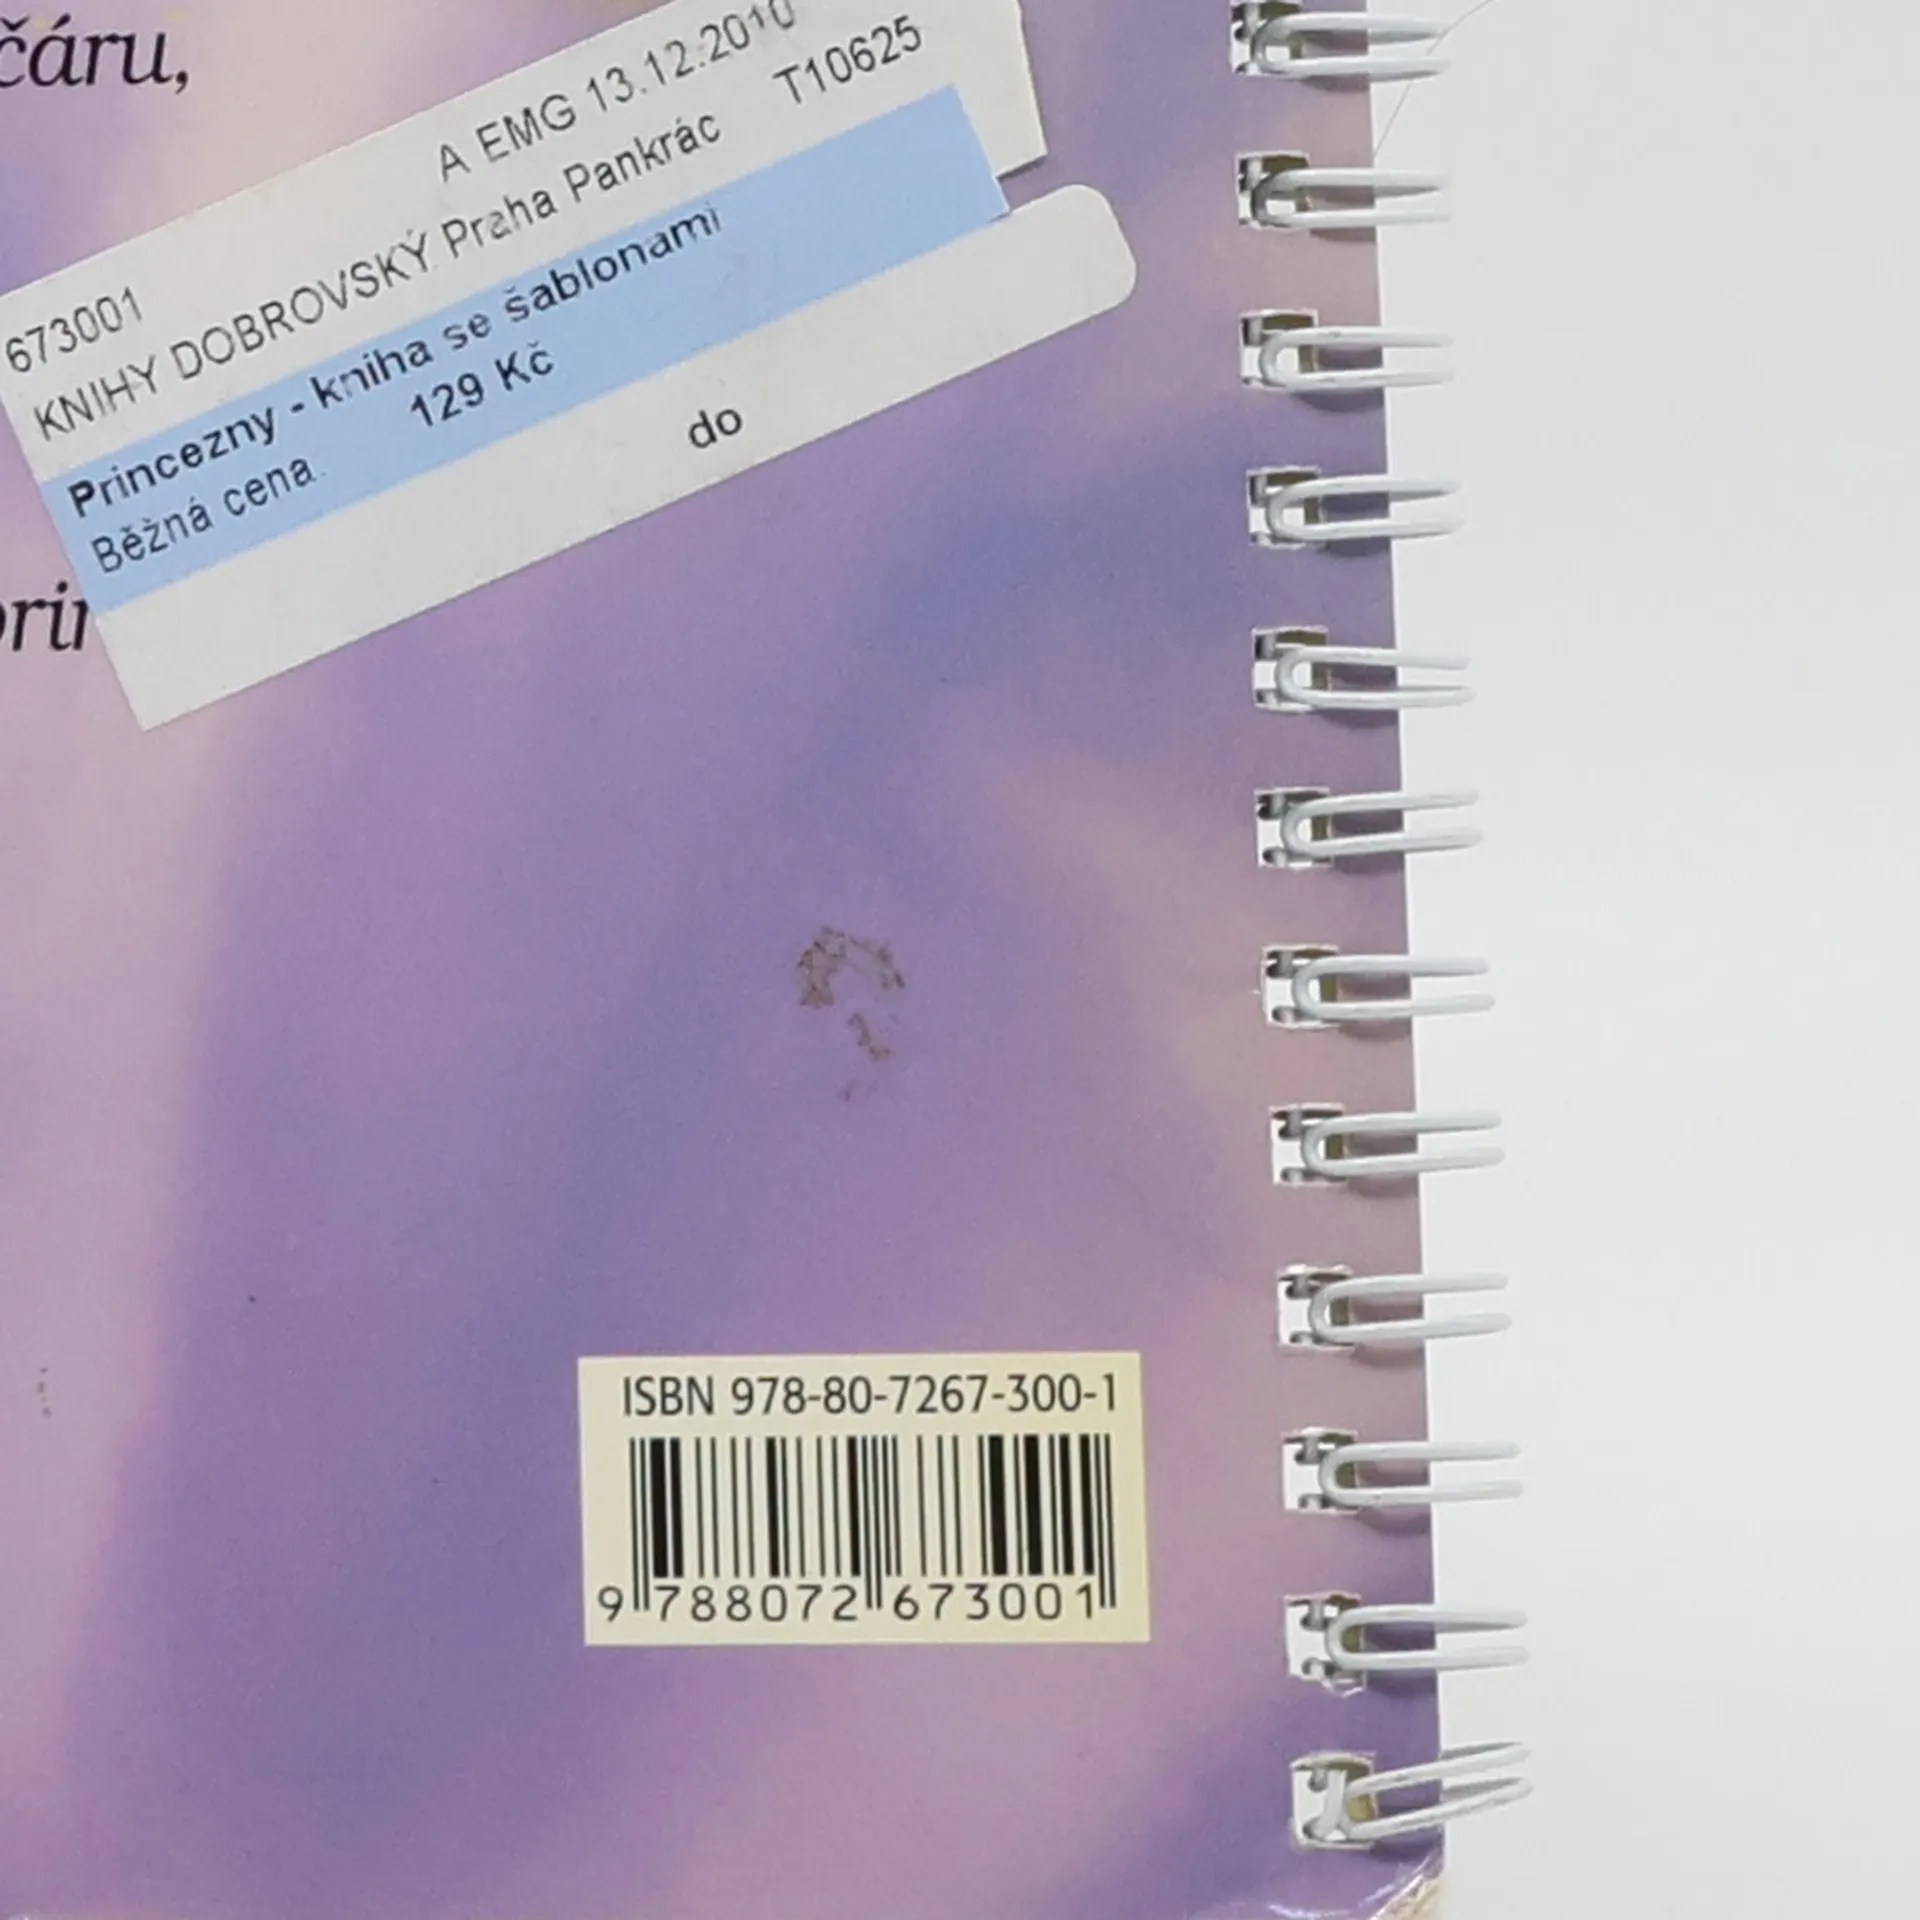 čáru,
A EMG 13.12.2010
673001
KNIHY DOBROVSKÝ Praha Pankrác T10625
Princezny - kniha se šablonami
Běžná cena. 129 Kč
do
ISBN 978-80-7267-300-1
9 788072 673001